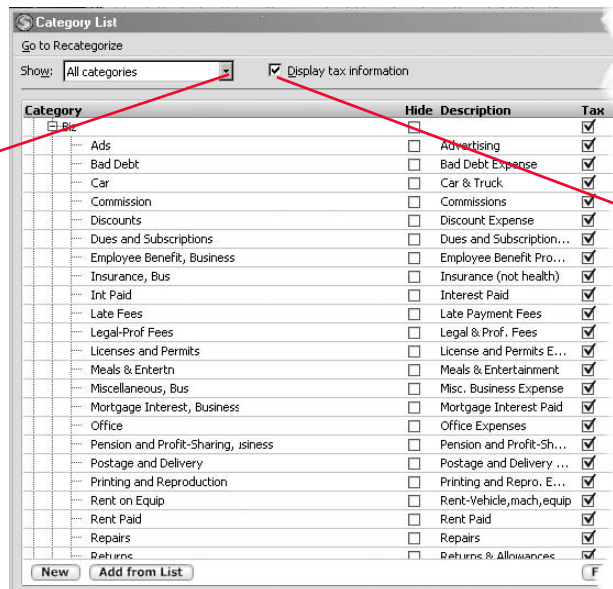 Category List
Go to Recategorize
Show: All categories Display tax information
Category Hide Description Tax
Biz
Ads Advertising
Bad Debt Bad Debt Expense
Car Car & Truck
Commission Commissions
Discounts Discount Expense
Dues and Subscriptions Dues and Subscription...
Employee Benefit, Business Employee Benefit Pro...
Insurance, Bus Insurance (not health)
Int Paid Interest Paid
Late Fees Late Payment Fees
Legal-Prof Fees Legal & Prof. Fees
Licenses and Permits License and Permits E...
Meals & Entertn Meals & Entertainment
Miscellaneous, Bus Misc. Business Expense
Mortgage Interest, Business Mortgage Interest Paid
Office Office Expenses
Pension and Profit-Sharing, ısiness Pension and Profit-Sh...
Postage and Delivery Postage and Delivery ...
Printing and Reproduction Printing and Repro. E...
Rent on Equip Rent-Vehicle,mach,equip
Rent Paid Rent Paid
Repairs Repairs
Returns Returns & Allowances
New Add from List F